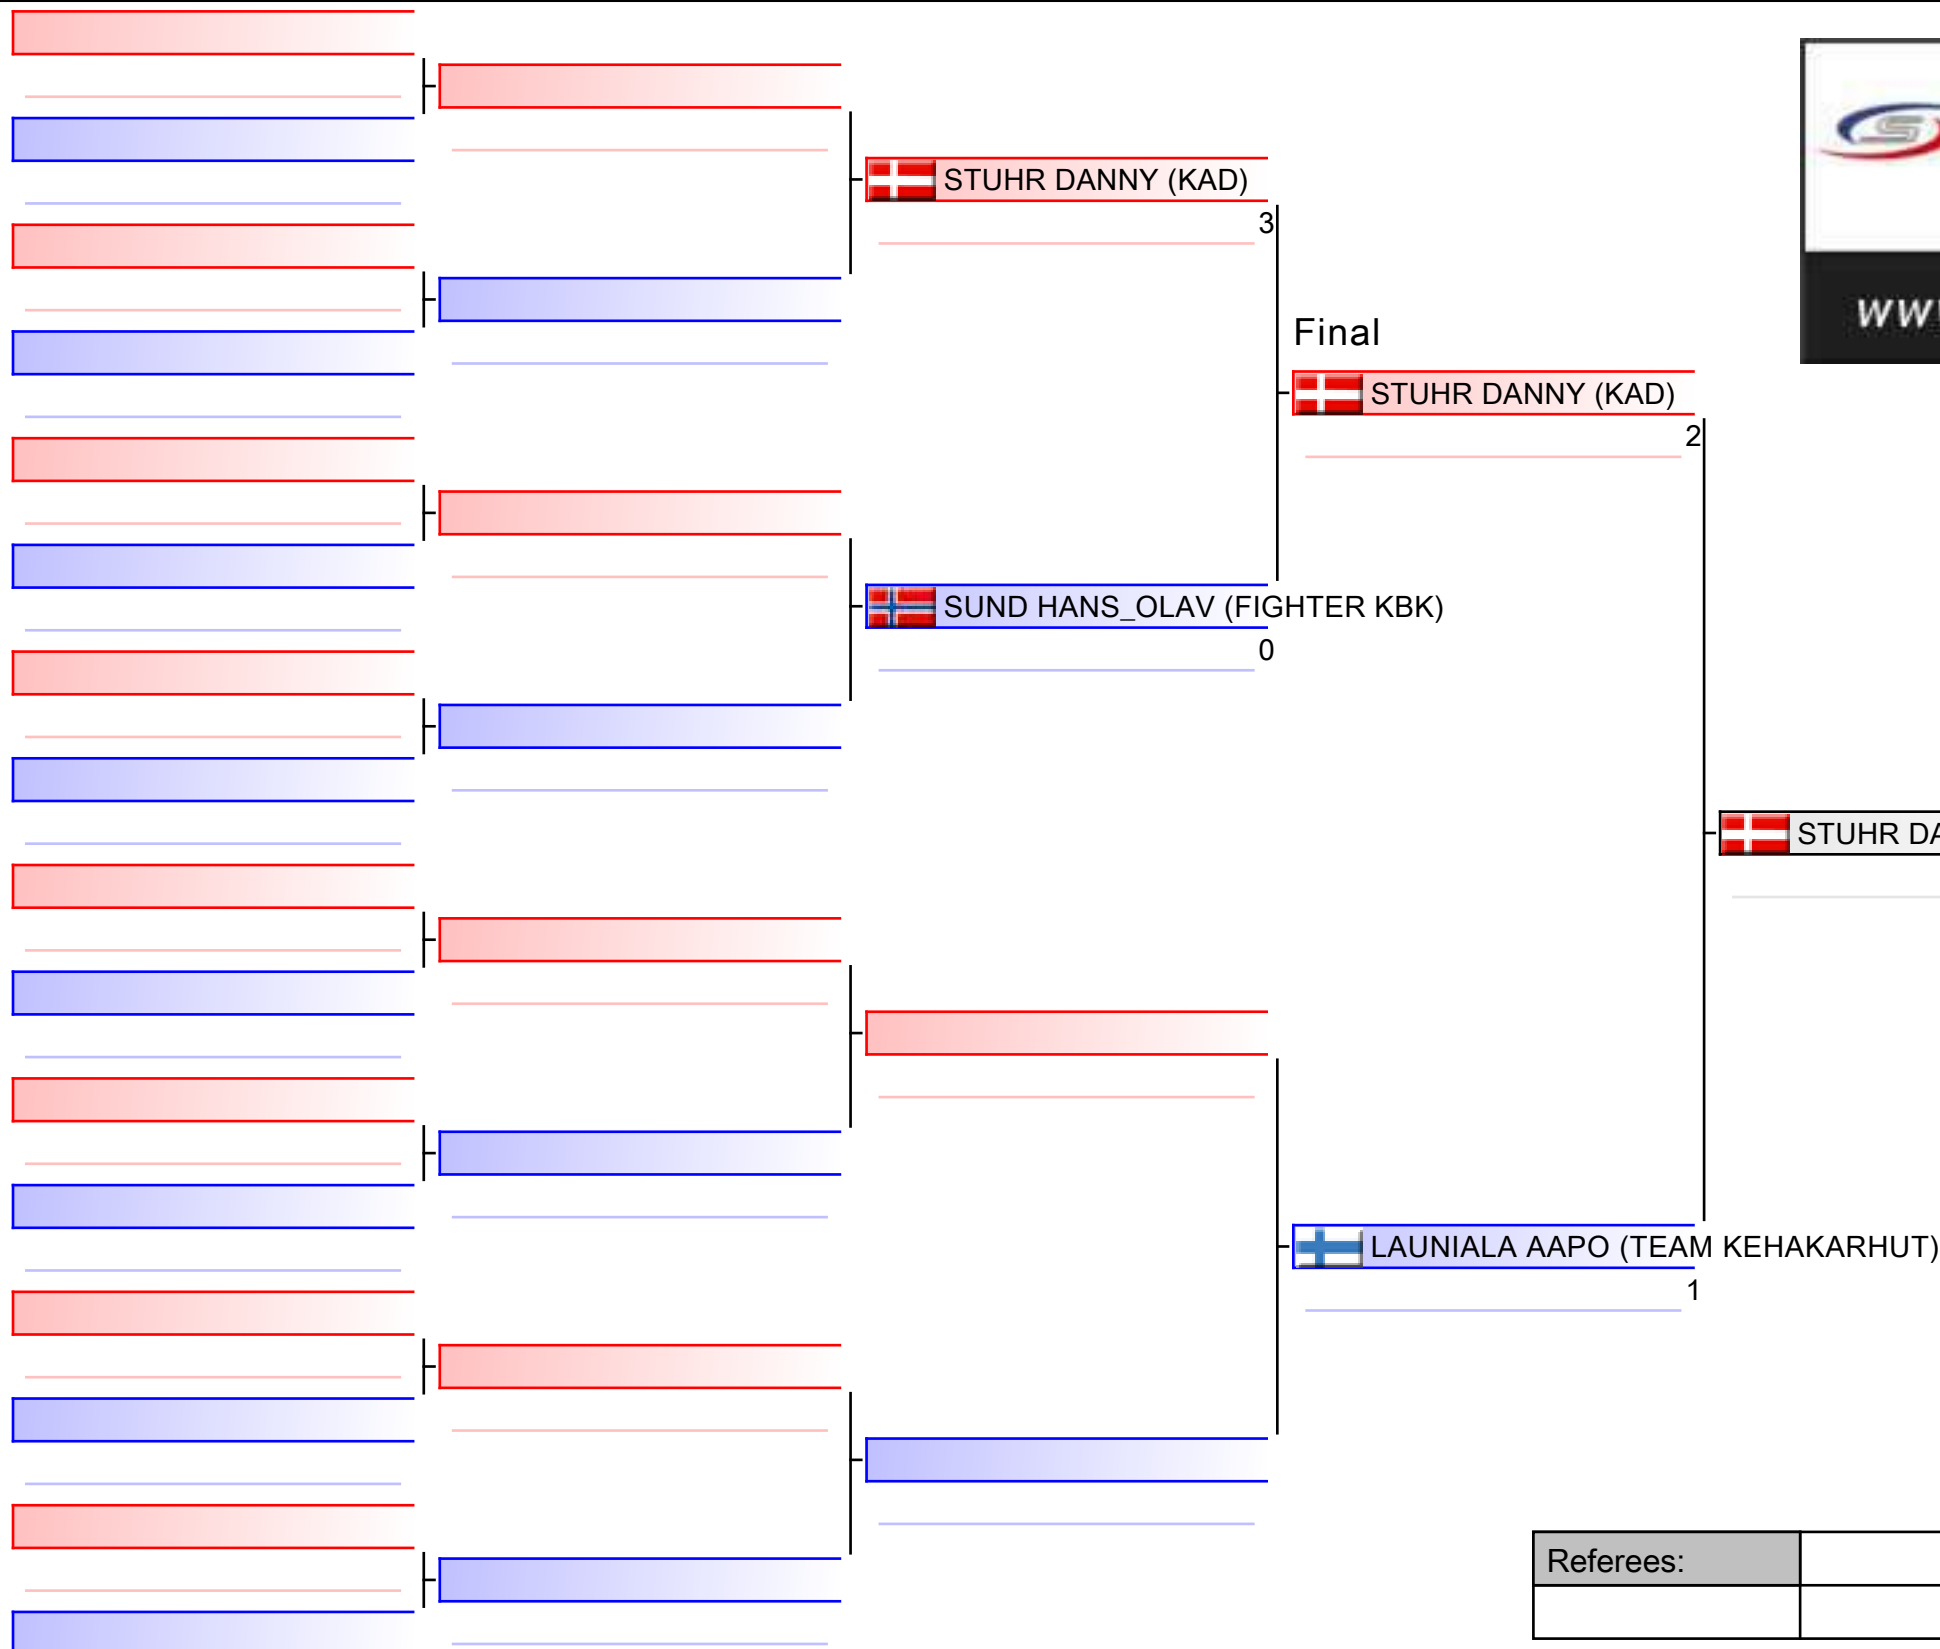 STUHR DANNY (KAD)
3
Final
STUHR DANNY (KAD)
2
SUND HANS_OLAV (FIGHTER KBK)
0
STUHR
LAUNIALA AAPO (TEAM KEHAKARHUT)
1
Referees: